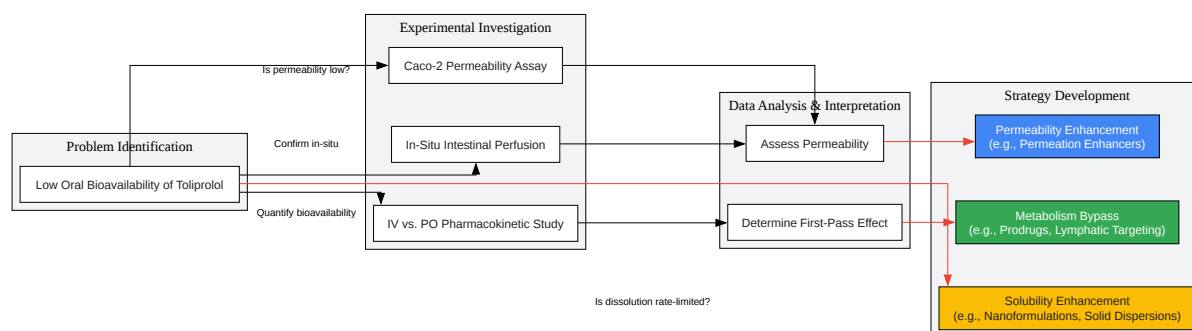 Experimental Investigation
Is permeability low?
Caco-2 Permeability Assay
Strategy Development
Data Analysis & Interpretation
Permeability Enhancement
(e.g., Permeation Enhancers)
Problem Identification
Confirm in-situ
In-Situ Intestinal Perfusion
Assess Permeability
Low Oral Bioavailability of Toliprolol
Quantify bioavailability
IV vs. PO Pharmacokinetic Study
Determine First-Pass Effect
Metabolism Bypass
(e.g., Prodrugs, Lymphatic Targeting)
Is dissolution rate-limited?
Solubility Enhancement
(e.g., Nanoformulations, Solid Dispersions)